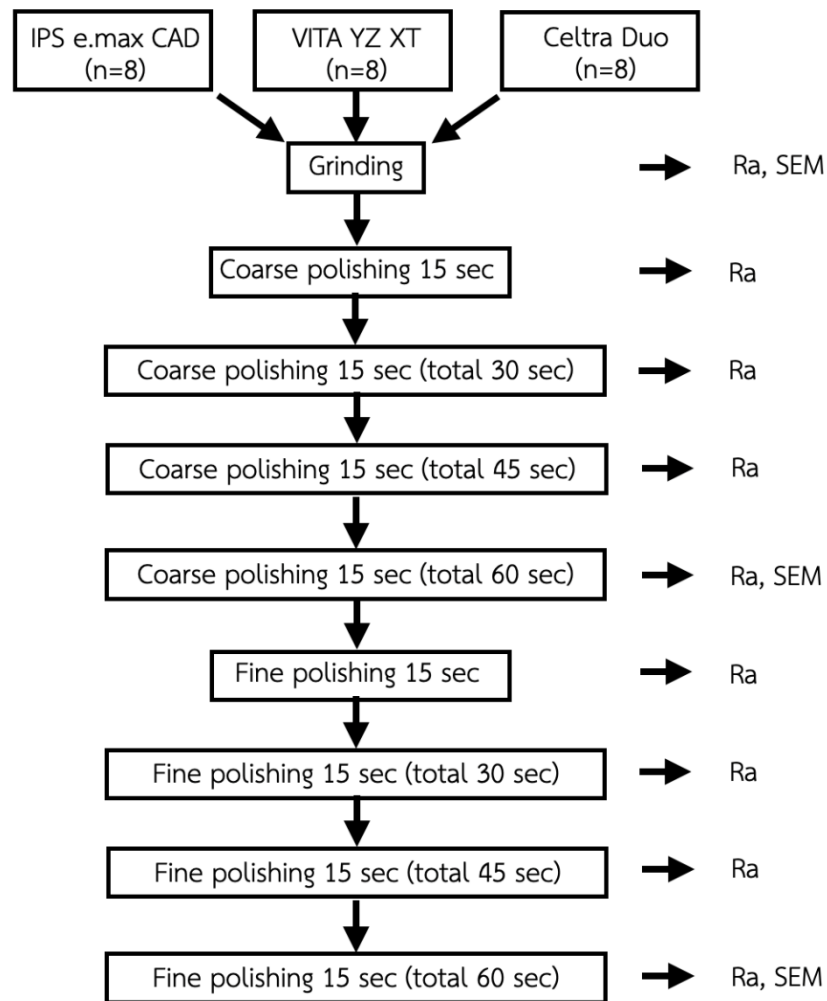 IPS e.max CAD
(n=8)
VITA YZ XT
(n=8)
Celtra Duo
(n=8)
Grinding
Ra, SEM
Coarse polishing 15 sec
Ra
Coarse polishing 15 sec (total 30 sec)
Ra
Coarse polishing 15 sec (total 45 sec)
Ra
Coarse polishing 15 sec (total 60 sec)
Ra, SEM
Fine polishing 15 sec
Ra
Fine polishing 15 sec (total 30 sec)
Ra
Fine polishing 15 sec (total 45 sec)
Ra
Fine polishing 15 sec (total 60 sec)
Ra, SEM